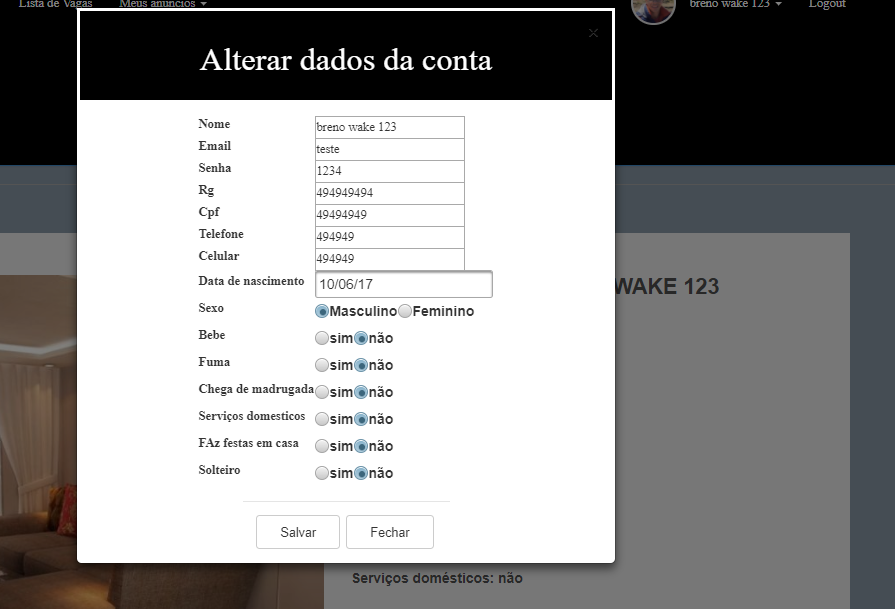 Lista de Vagas Meus anuncios breno wake 123 Logout
×
Alterar dados da conta
Nome breno wake 123
Email teste
Senha 1234
Rg 494949494
Cpf 49494949
Telefone 494949
Celular 494949
Data de nascimento 10/06/17
WAKE 123
Sexo Masculino Feminino
Bebe sim não
Fuma sim não
Chega de madrugada sim não
Serviços domesticos sim não
FAz festas em casa sim não
Solteiro sim não
Salvar Fechar
Serviços domésticos: não